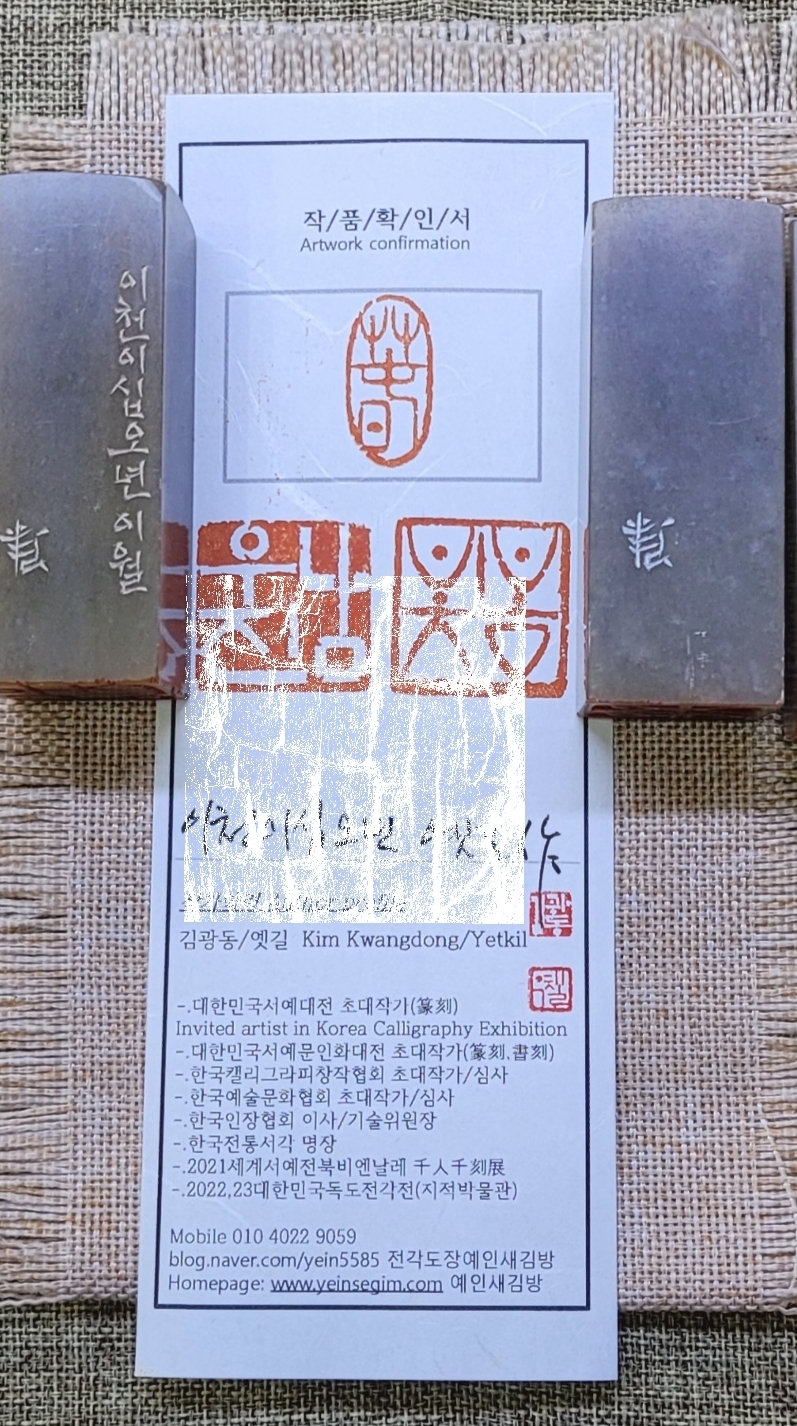 작/품/확/인/서
Artwork confirmation
이천이십오년이월
이천이십오년 옛길 作
김광동/옛길 Kim Kwangdong/Yetkil
-.대한민국서예대전 초대작가(篆刻)
Invited artist in Korea Calligraphy Exhibition
-.대한민국서예문인화대전 초대작가(篆刻,書刻)
-.한국캘리그라피창작협회 초대작가/심사
-.한국예술문화협회 초대작가/심사
-.한국인장협회 이사/기술위원장
-.한국전통서각 명장
-.2021세계서예전북비엔날레 千人千刻展
-.2022,23대한민국독도전각전(지적박물관)
Mobile 010 4022 9059
blog.naver.com/yein5585 전각도장예인새김방
Homepage: www.yeinsegim.com 예인새김방